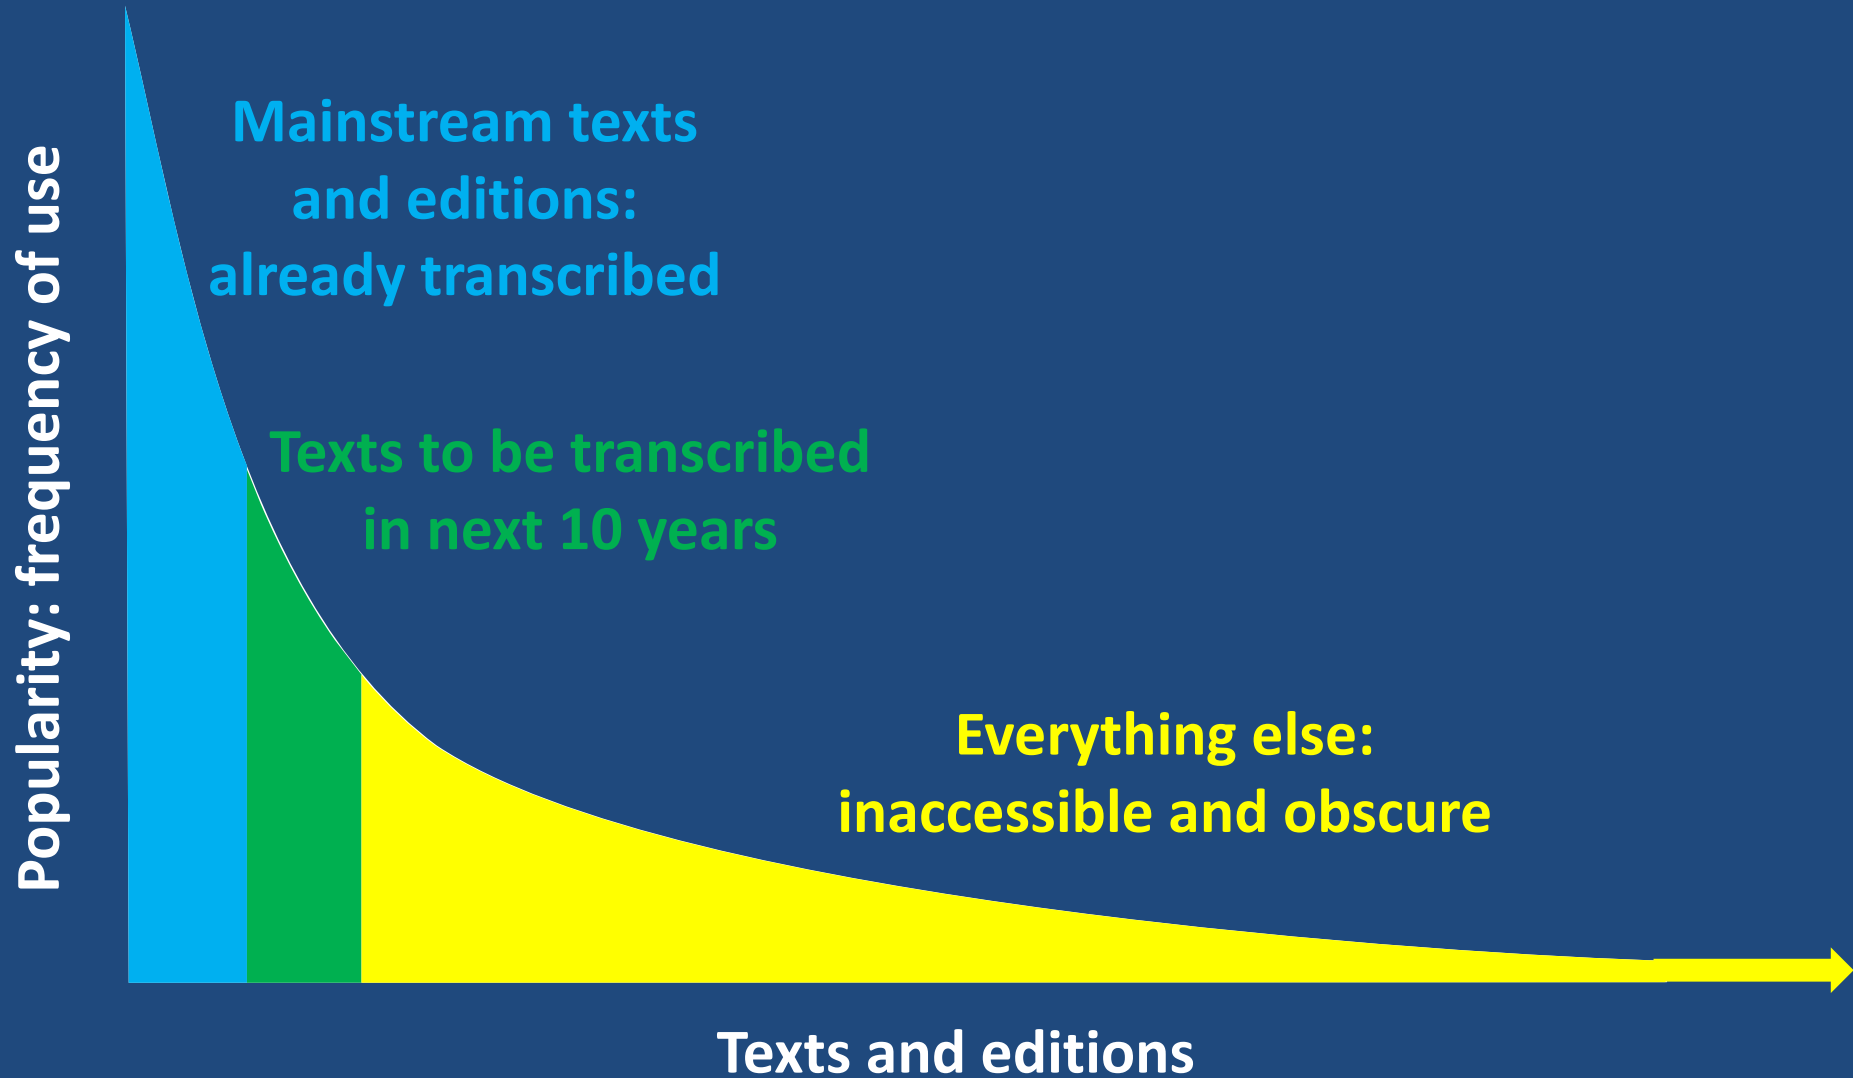 Popularity: frequency of use
Mainstream texts
and editions:
already transcribed
Texts to be transcribed
in next 10 years
Everything else:
inaccessible and obscure
Texts and editions